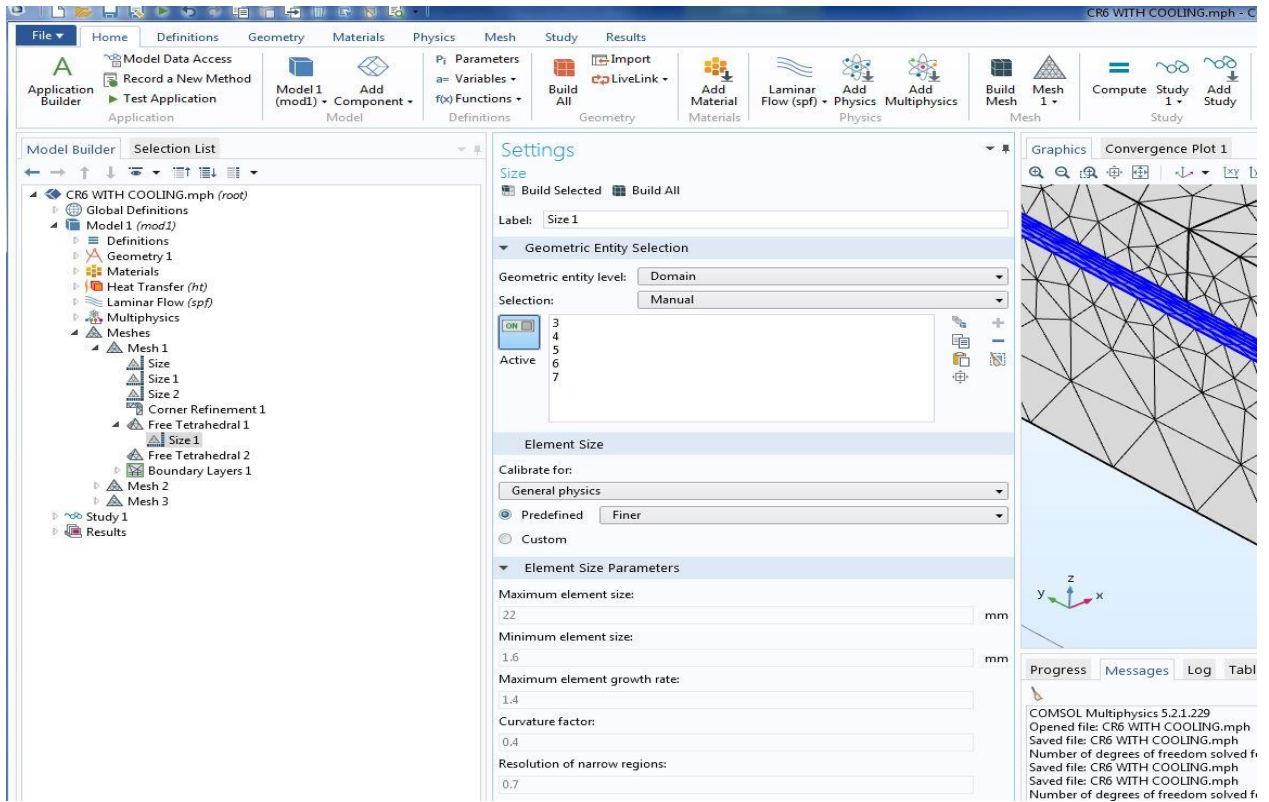 CR6 WITH COOLING.mph - C
File Home Definitions Geometry Materials Physics Mesh Study Results
Application Builder
Model Data Access
Record a New Method
Test Application
Application
Model 1 (mod1)
Add Component
Model
Pi Parameters
a= Variables
f(x) Functions
Definitions
Build All
Import
LiveLink
Geometry
Add Material
Materials
Laminar Flow (spf)
Add Physics
Add Multiphysics
Physics
Build Mesh
Mesh 1
Mesh
Compute
Study 1
Add Study
Study
Model Builder Selection List
CR6 WITH COOLING.mph (root)
Global Definitions
Model 1 (mod1)
Definitions
Geometry 1
Materials
Heat Transfer (ht)
Laminar Flow (spf)
Multiphysics
Meshes
Mesh 1
Size
Size 1
Size 2
Corner Refinement 1
Free Tetrahedral 1
Size 1
Free Tetrahedral 2
Boundary Layers 1
Mesh 2
Mesh 3
Study 1
Results
Settings
Size
Build Selected Build All
Label: Size 1
Geometric Entity Selection
Geometric entity level: Domain
Selection: Manual
ON
Active
3
4
5
6
7
Element Size
Calibrate for:
General physics
Predefined Finer
Custom
Element Size Parameters
Maximum element size:
22 mm
Minimum element size:
1.6 mm
Maximum element growth rate:
1.4
Curvature factor:
0.4
Resolution of narrow regions:
0.7
Graphics Convergence Plot 1
xy
z
y x
Progress Messages Log Tabl
COMSOL Multiphysics 5.2.1.229
Opened file: CR6 WITH COOLING.mph
Saved file: CR6 WITH COOLING.mph
Number of degrees of freedom solved f
Saved file: CR6 WITH COOLING.mph
Saved file: CR6 WITH COOLING.mph
Number of degrees of freedom solved f